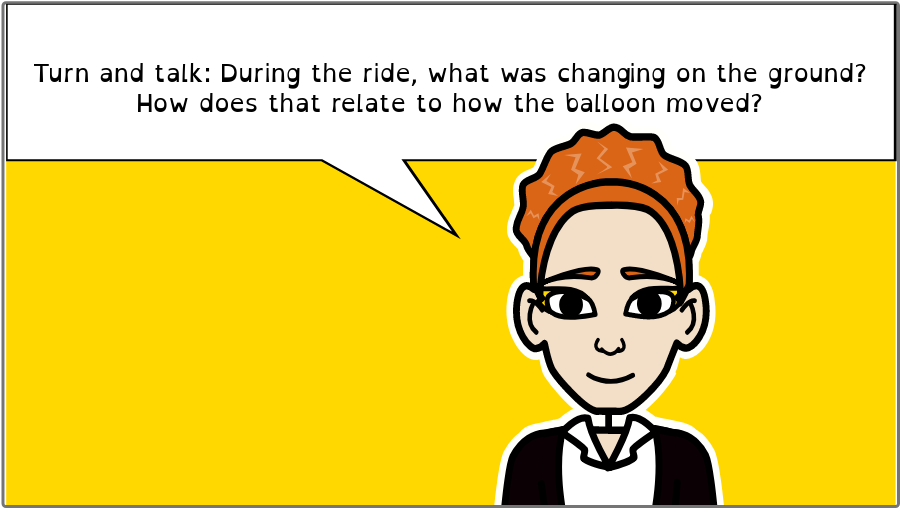 Turn and talk: During the ride, what was changing on the ground?
How does that relate to how the balloon moved?